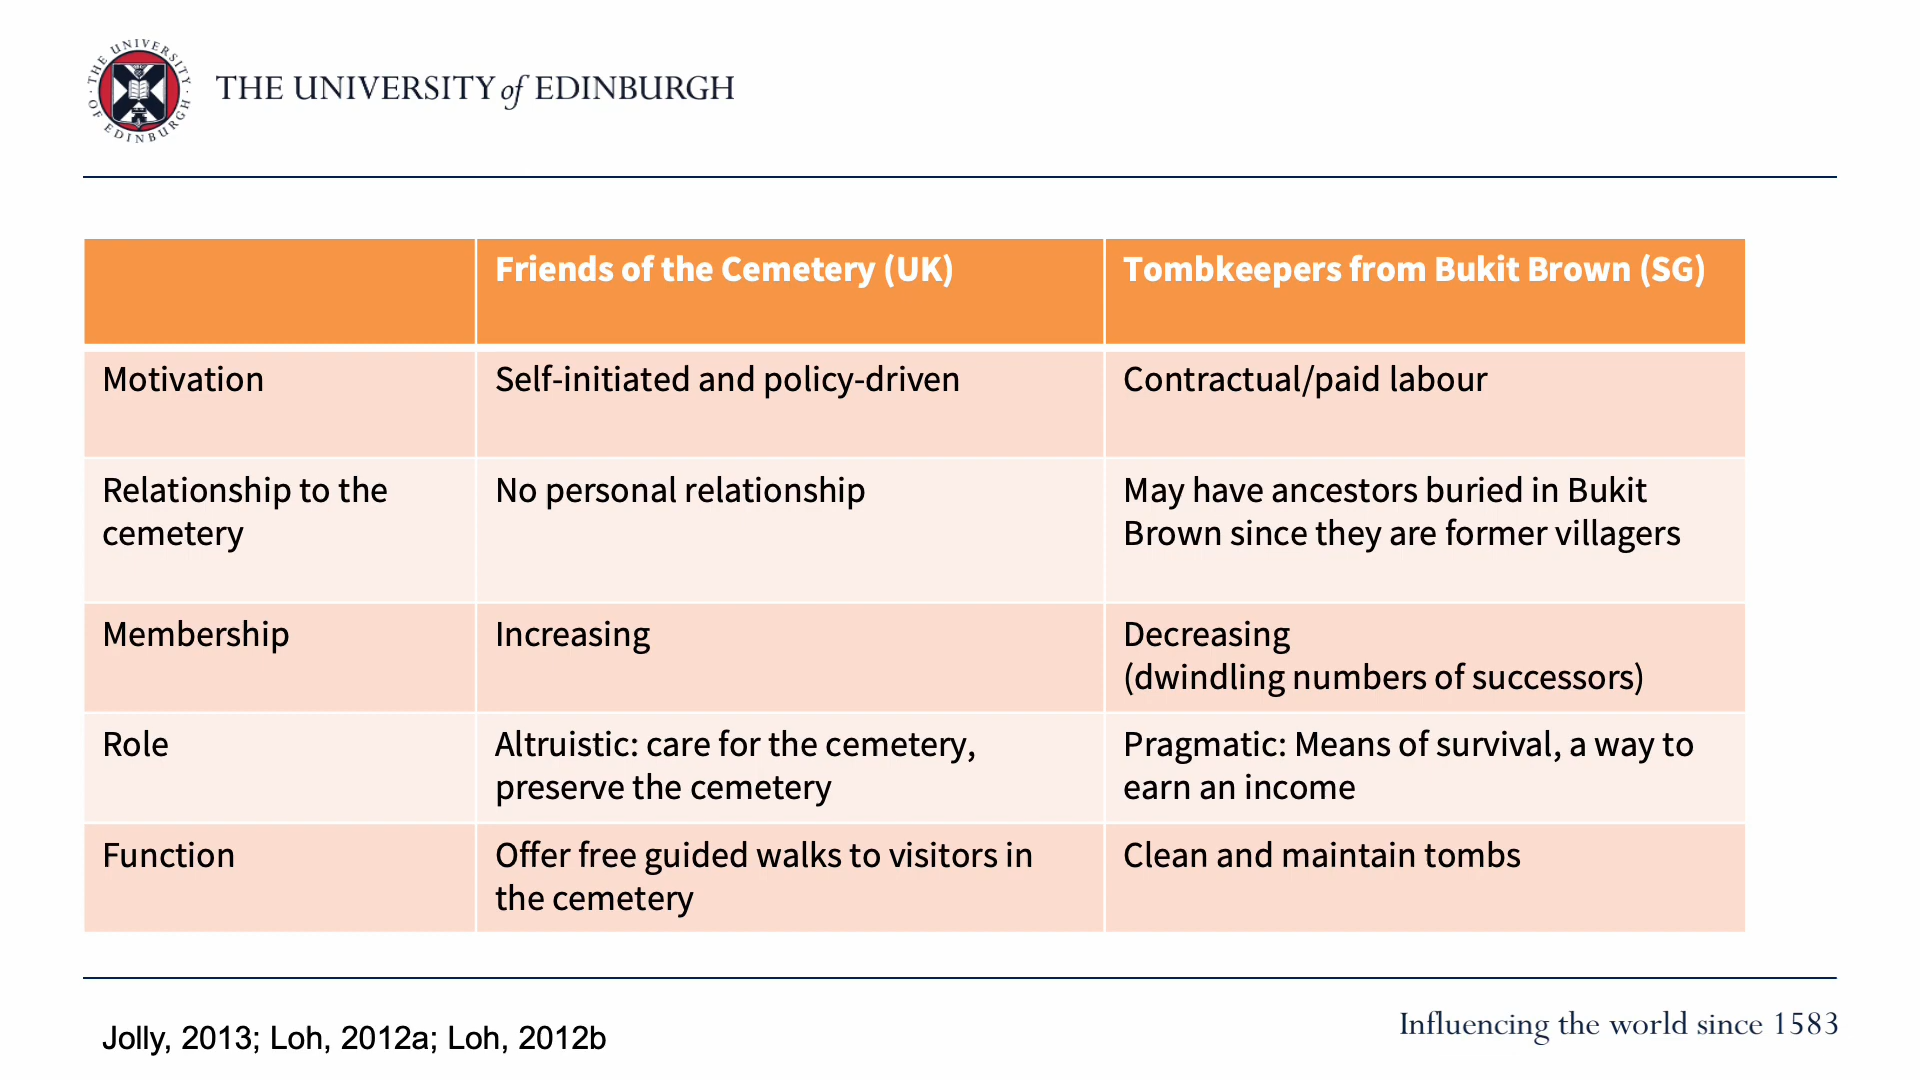 THE UNIVERSITY OF EDINBURGH
THE UNIVERSITY of EDINBURGH
Friends of the Cemetery (UK)
Tombkeepers from Bukit Brown (SG)
Motivation
Self-initiated and policy-driven
Contractual/paid labour
Relationship to the
cemetery
No personal relationship
May have ancestors buried in Bukit
Brown since they are former villagers
Membership
Increasing
Decreasing
(dwindling numbers of successors)
Role
Altruistic: care for the cemetery,
preserve the cemetery
Pragmatic: Means of survival, a way to
earn an income
Function
Offer free guided walks to visitors in
the cemetery
Clean and maintain tombs
Jolly, 2013; Loh, 2012a; Loh, 2012b
Influencing the world since 1583